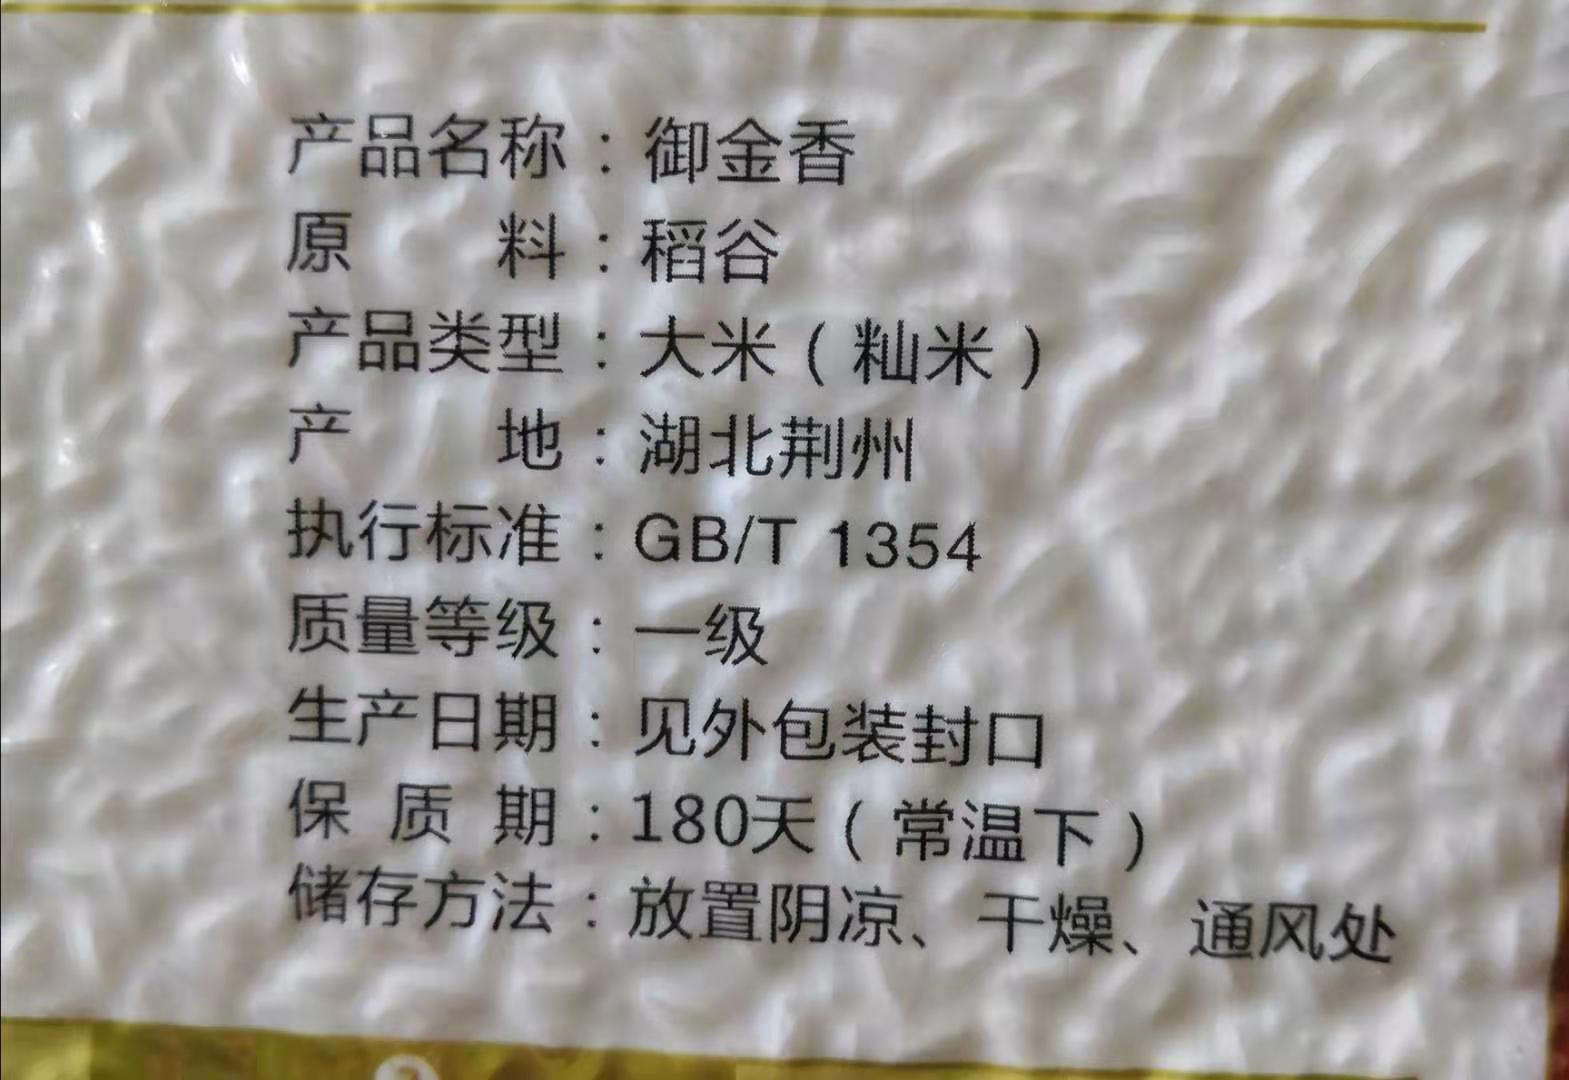 产品名称：御金香
原料：稻谷
产品类型：大米（籼米）
产地：湖北荆州
执行标准：GB/T 1354
质量等级：一级
生产日期：见外包装封口
保质期：180天（常温下）
储存方法：放置阴凉、干燥、通风处